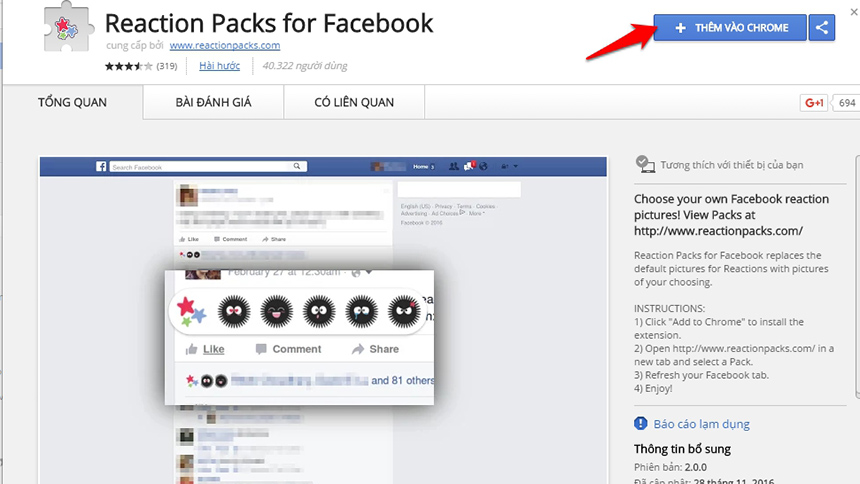 Reaction Packs for Facebook
cung cấp bởi www.reactionpacks.com
(319) Hài hước 40.322 người dùng
THÊM VÀO CHROME
TỔNG QUAN BÀI ĐÁNH GIÁ CÓ LIÊN QUAN
G+1 694
Search Facebook
Home
English (US) · Privacy · Terms · Cookies ·
Advertising · Ad Choices · More
Facebook © 2016
Like Comment Share
February 27 at 12:30am
Like Comment Share
and 81 others
Tương thích với thiết bị của bạn
Choose your own Facebook reaction
pictures! View Packs at
http://www.reactionpacks.com/
Reaction Packs for Facebook replaces the
default pictures for Reactions with pictures
of your choosing.
INSTRUCTIONS:
1) Click "Add to Chrome" to install the
extension.
2) Open http://www.reactionpacks.com/ in a
new tab and select a Pack.
3) Refresh your Facebook tab.
4) Enjoy!
Báo cáo lạm dụng
Thông tin bổ sung
Phiên bản: 2.0.0
Đã cập nhật: 28 tháng 11, 2016